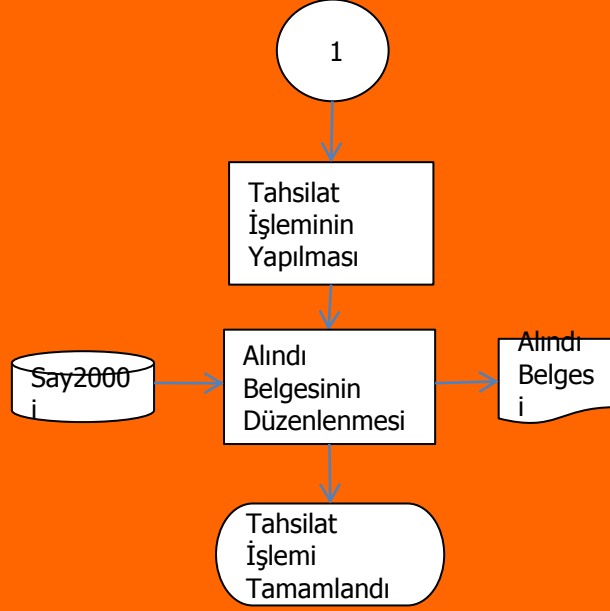 1
Tahsilat
İşleminin
Yapılması
Say2000
i
Alındı
Belgesinin
Düzenlenmesi
Alındı
Belges
i
Tahsilat
İşlemi
Tamamlandı